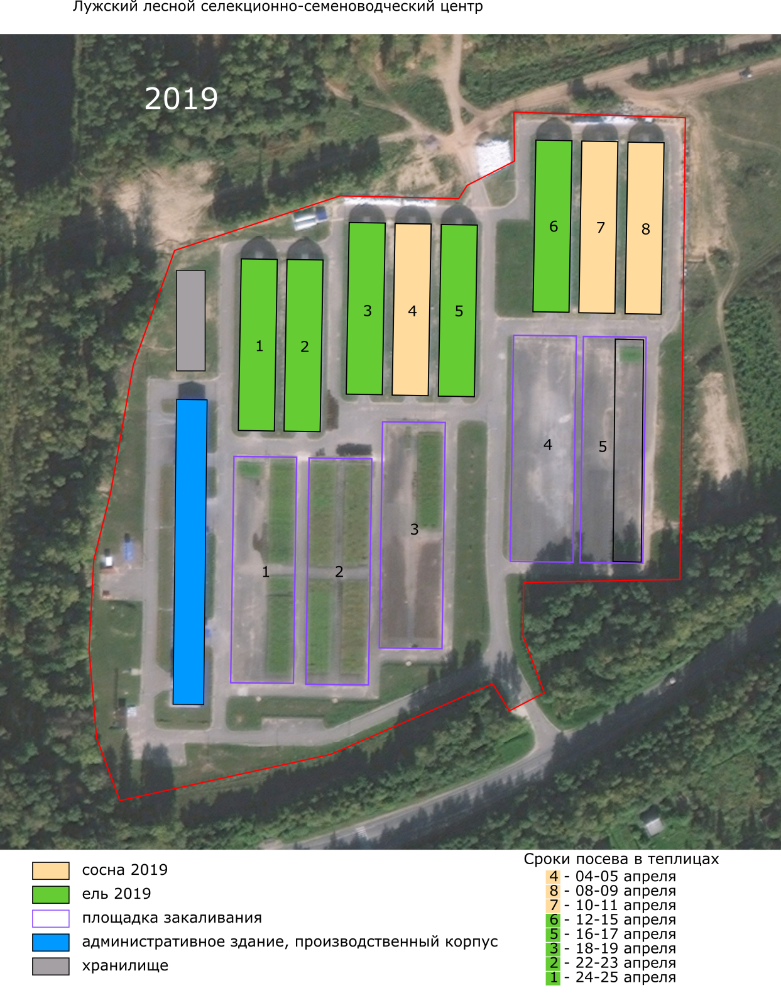 Лужский лесной селекционно-семеноводческий центр
2019
6
7
8
3
4
5
1
2
4
5
3
1
2
сосна 2019
ель 2019
площадка закаливания
административное здание, производственный корпус
хранилище
Сроки посева в теплицах
4 - 04-05 апреля
8 - 08-09 апреля
7 - 10-11 апреля
6 - 12-15 апреля
5 - 16-17 апреля
3 - 18-19 апреля
2 - 22-23 апреля
1 - 24-25 апреля